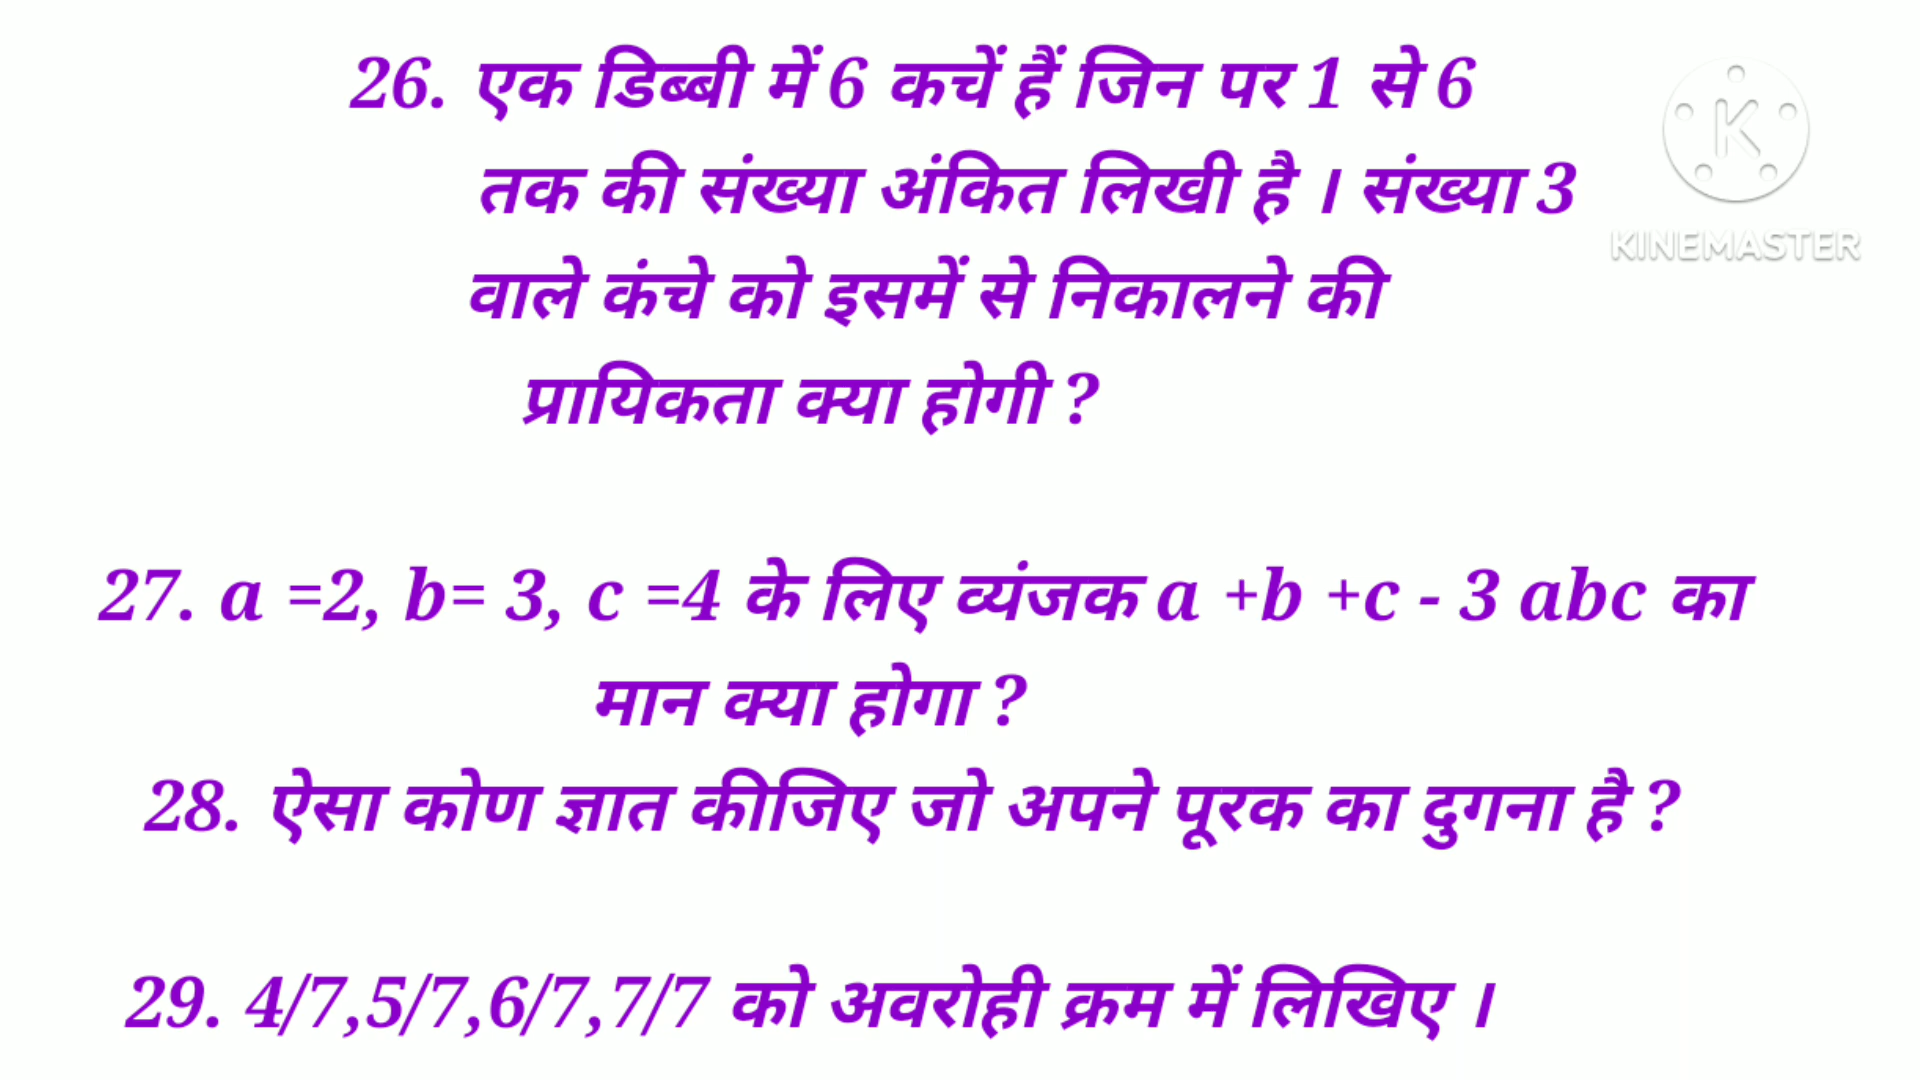 26. एक डिब्बी में 6 कचें हैं जिन पर 1 से 6
तक की संख्या अंकित लिखी है । संख्या 3
वाले कंचे को इसमें से निकालने की
प्रायिकता क्या होगी ?
K
KINEMASTER
27. a =2, b= 3, c =4 के लिए व्यंजक a +b +c - 3 abc का
मान क्या होगा ?
28. ऐसा कोण ज्ञात कीजिए जो अपने पूरक का दुगना है ?
29. 4/7,5/7,6/7,7/7 को अवरोही क्रम में लिखिए ।